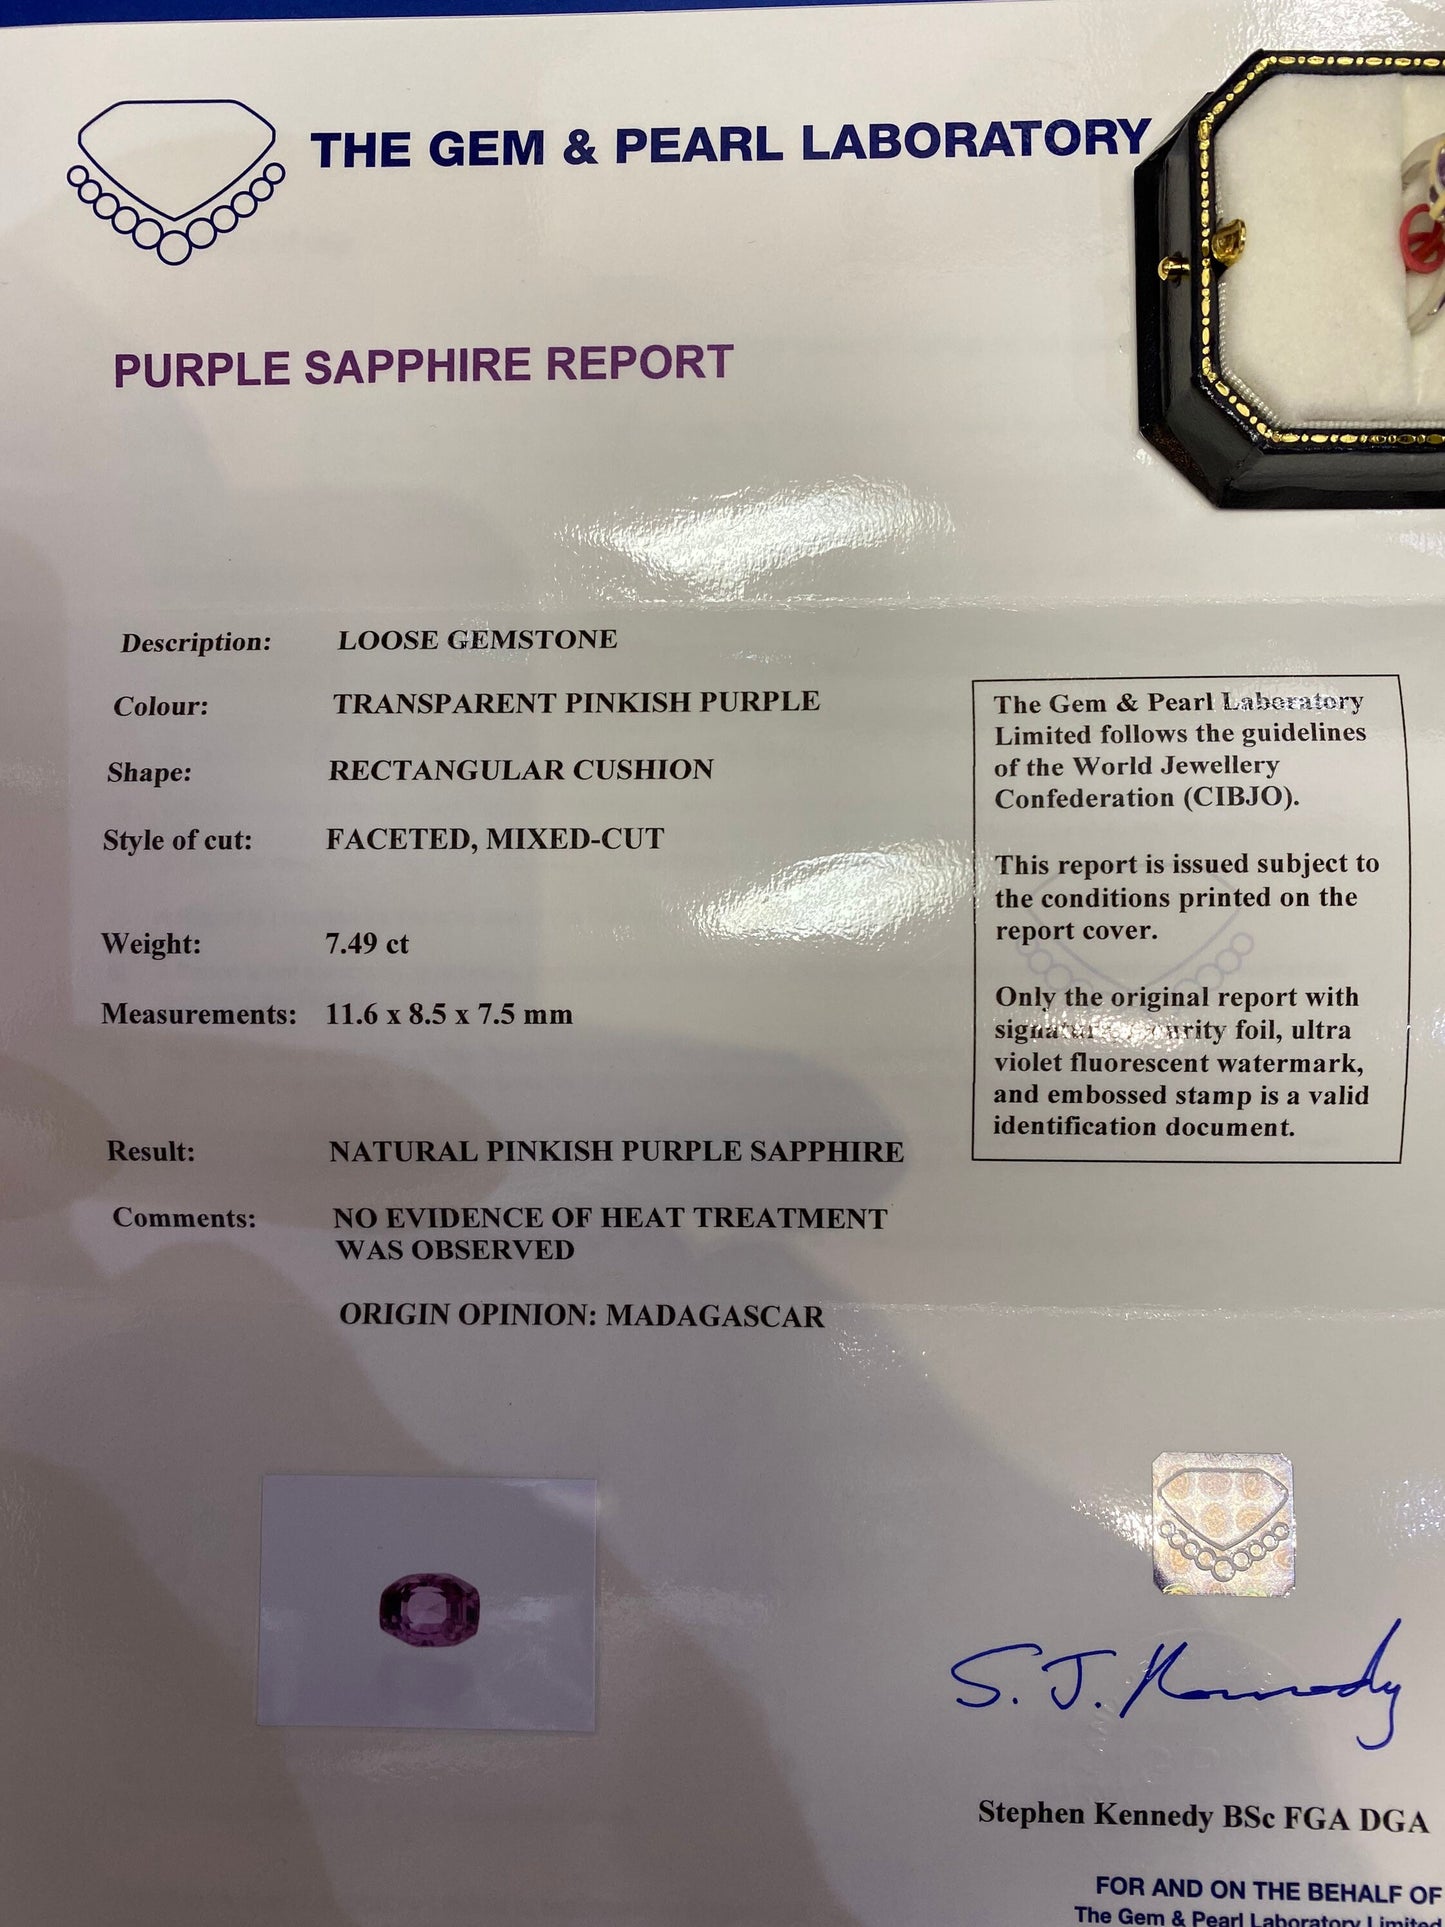 THE GEM & PEARL LABORATORY
PURPLE SAPPHIRE REPORT
Description: LOOSE GEMSTONE
Colour: TRANSPARENT PINKISH PURPLE
Shape: RECTANGULAR CUSHION
Style of cut: FACETED, MIXED-CUT
Weight: 7.49 ct
Measurements: 11.6 x 8.5 x 7.5 mm
Result: NATURAL PINKISH PURPLE SAPPHIRE
Comments: NO EVIDENCE OF HEAT TREATMENT
WAS OBSERVED
ORIGIN OPINION: MADAGASCAR
The Gem & Pearl Laboratory
Limited follows the guidelines
of the World Jewellery
Confederation (CIBJO).
This report is issued subject to
the conditions printed on the
report cover.
Only the original report with
foil, ultra
violet fluorescent watermark,
and embossed stamp is a valid
identification document.
S. J. Kennedy
Stephen Kennedy BSc FGA DGA
FOR AND ON THE BEHALF OF
The Gem & Pearl Laboratory Limited